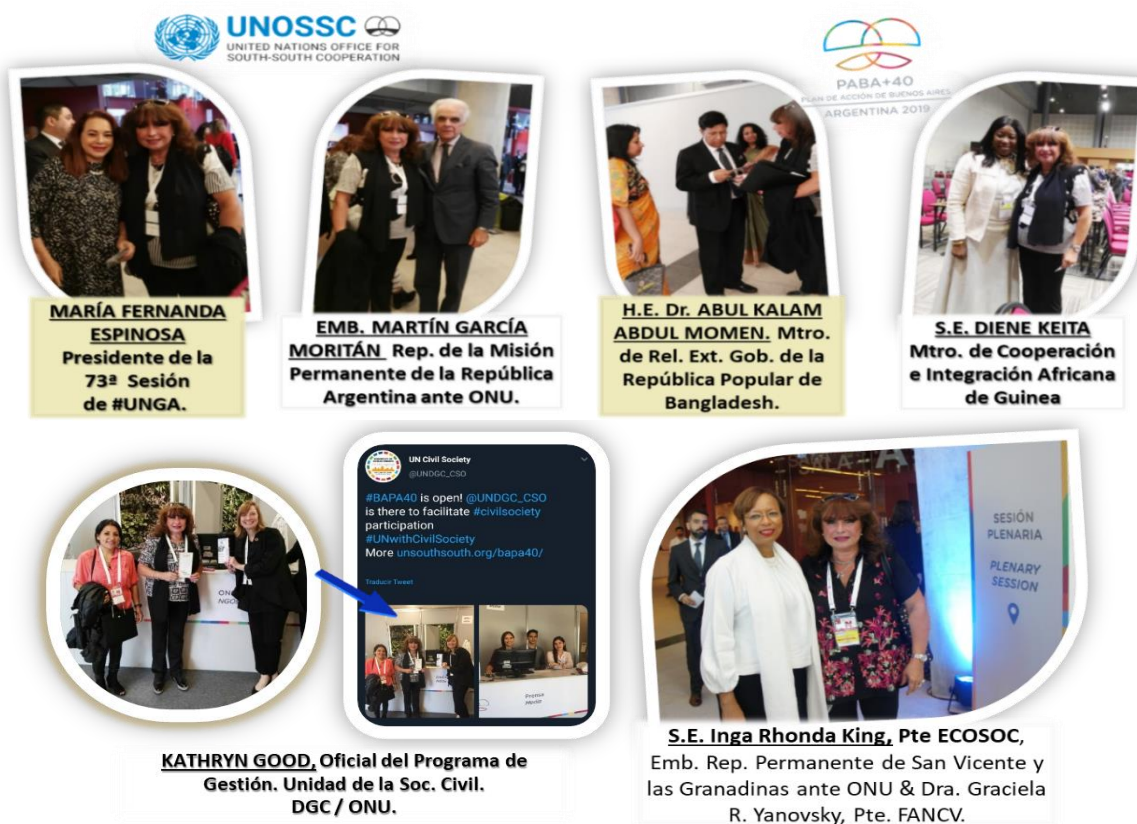 UNOSSC
UNITED NATIONS OFFICE FOR
SOUTH-SOUTH COOPERATION
PABA+40
PLAN DE ACCIÓN DE BUENOS AIRES
ARGENTINA 2019
MARÍA FERNANDA
ESPINOSA
Presidente de la
73ª Sesión
de #UNGA.
EMB. MARTÍN GARCÍA
MORITÁN Rep. de la Misión
Permanente de la República
Argentina ante ONU.
H.E. Dr. ABUL KALAM
ABDUL MOMEN. Mtro.
de Rel. Ext. Gob. de la
República Popular de
Bangladesh.
S.E. DIENE KEITA
Mtro. de Cooperación
e Integración Africana
de Guinea
UN Civil Society
@UNDGC_CSO
#BAPA40 is open! @UNDGC_CSO
is there to facilitate #civilsociety
participation
#UNwithCivilSociety
More unsouthsouth.org/bapa40/
Traducir Tweet
SESIÓN
PLENARIA
PLENARY
SESSION
KATHRYN GOOD, Oficial del Programa de
Gestión. Unidad de la Soc. Civil.
DGC / ONU.
S.E. Inga Rhonda King, Pte ECOSOC,
Emb. Rep. Permanente de San Vicente y
las Granadinas ante ONU & Dra. Graciela
R. Yanovsky, Pte. FANCV.